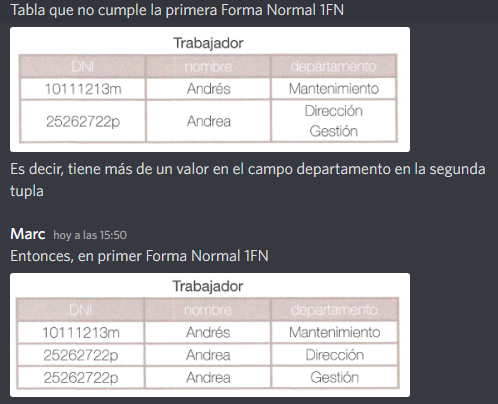 Tabla que no cumple la primera Forma Normal 1FN
Trabajador
DNI nombre departamento
10111213m Andrés Mantenimiento
25262722p Andrea Dirección
Gestión
Es decir, tiene más de un valor en el campo departamento en la segunda
tupla
Marc hoy a las 15:50
Entonces, en primer Forma Normal 1FN
Trabajador
DNI nombre departamento
10111213m Andrés Mantenimiento
25262722p Andrea Dirección
25262722p Andrea Gestión